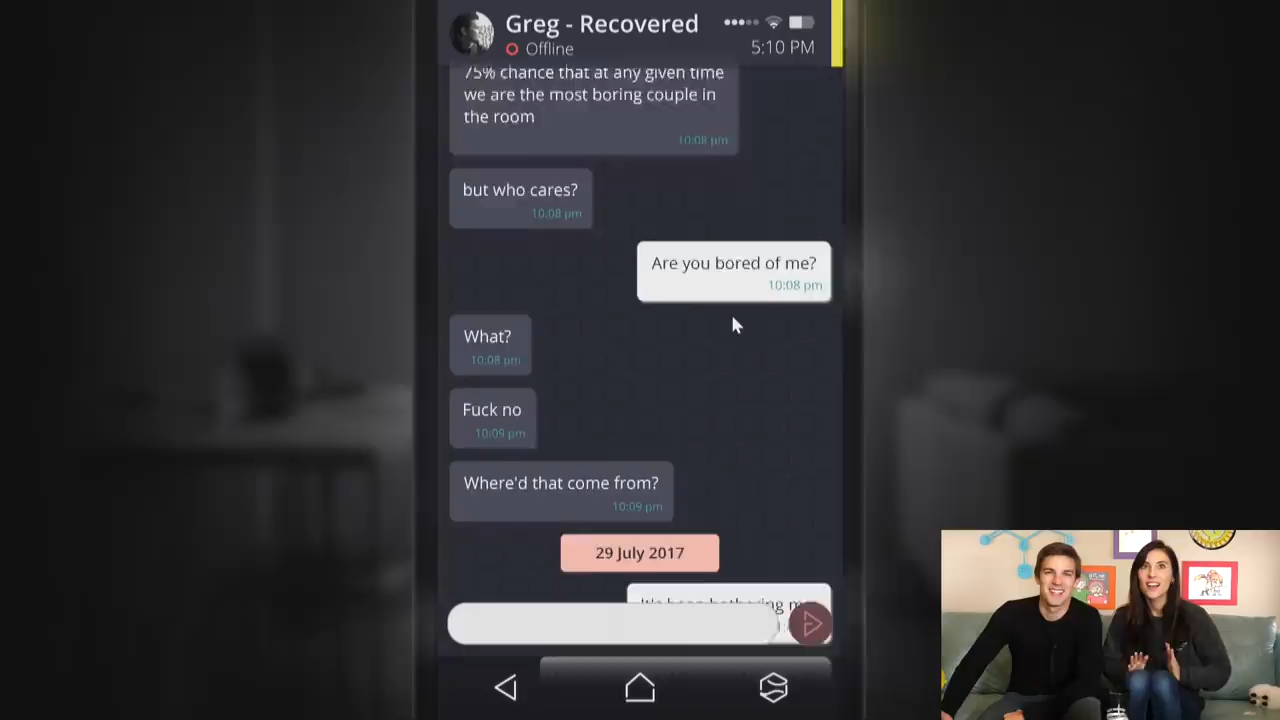 Greg - Recovered
Offline
5:10 PM
75% chance that at any given time
we are the most boring couple in
the room
10:08 pm
but who cares?
10:08 pm
Are you bored of me?
10:08 pm
What?
10:08 pm
Fuck no
10:09 pm
Where'd that come from?
10:09 pm
29 July 2017
It's been bothering